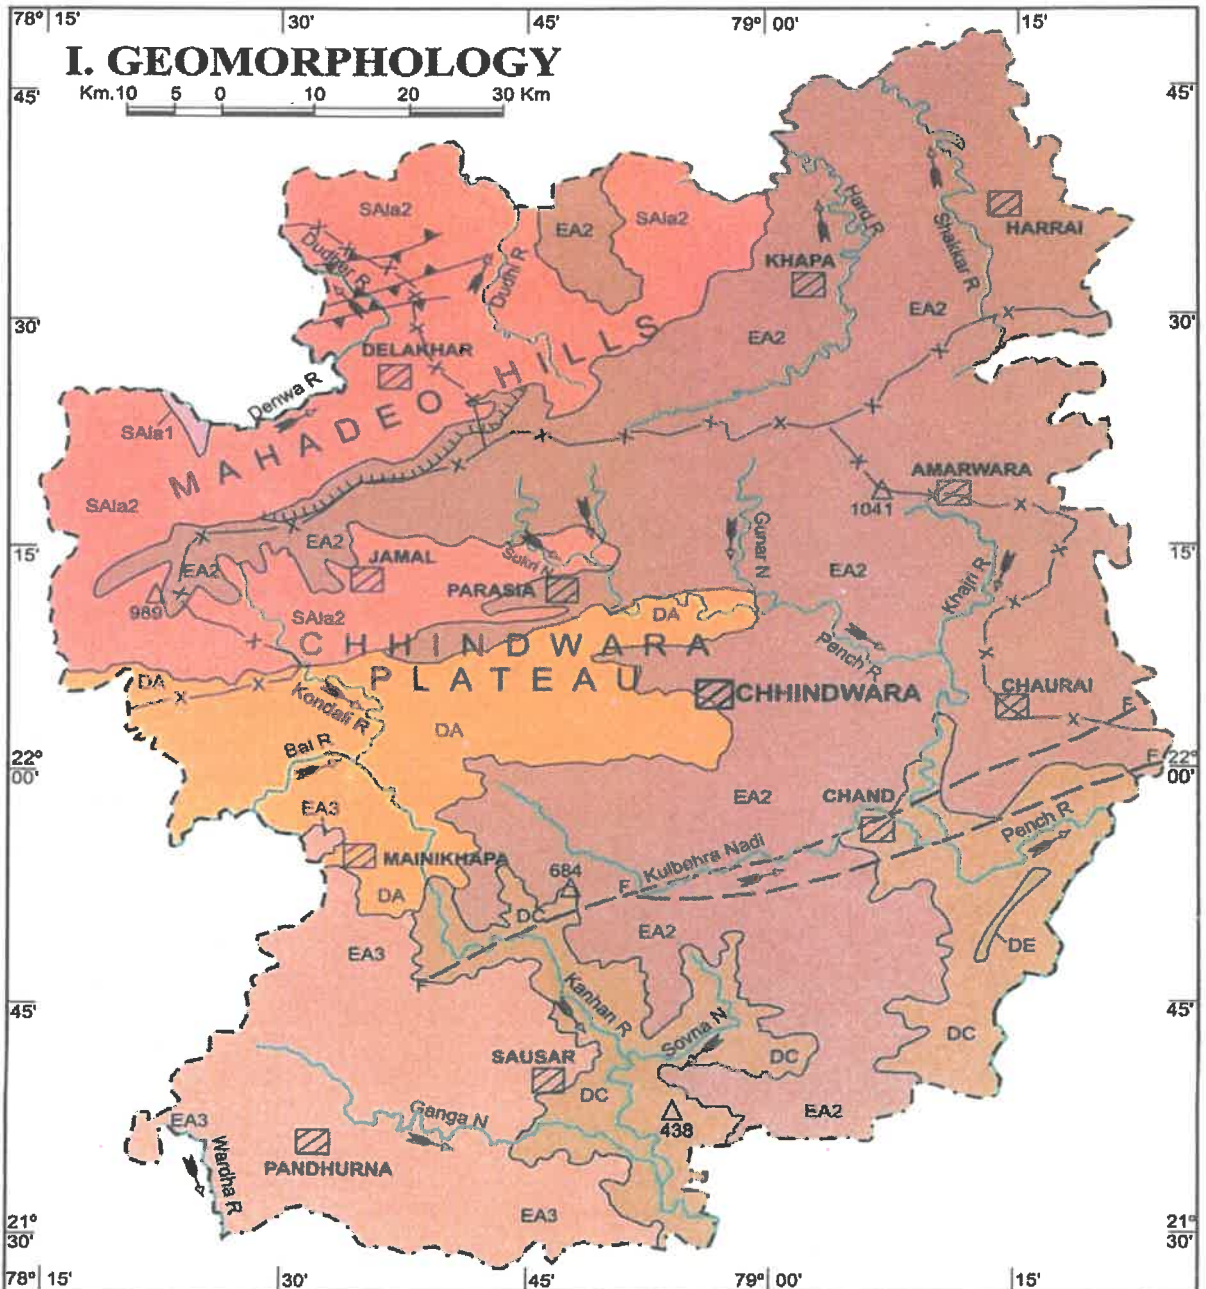 78° 15' 30' 45' 79° 00' 15'
I. GEOMORPHOLOGY
Km.10 5 0 10 20 30 Km
45' 45'
SAla2
EA2
SAla2
Hard R
Shakkar R
HARRAI
Dudhi R
KHAPA
EA2
EA2
30' 30'
DELAKHAR
Denwa R
MAHADEO HILLS
SAla1
SAla2
AMARWARA
1041
EA2
JAMAL
Sukri N
Gunar N
15' 15'
EA2
EA2
PARASIA
Khajri R
989
SAla2
DA
CHHINDWARA
PLATEAU
Pench R
DA
Kondali R
CHHINDWARA
CHAURAI
F
DA
Bal R
22° 00' 22° 00'
F
EA3
EA2
CHAND
Pench R
MAINIKHAPA
684
Kulbehra Nadi
F
DA
DC
EA2
DE
EA3
F
Kanhan R
45' 45'
Sovna N
DC
DC
SAUSAR
DC
EA2
438
Ganga N
EA3
Wardha R
PANDHURNA
EA3
21° 30' 21° 30'
78° 15' 30' 45' 79° 00' 15'